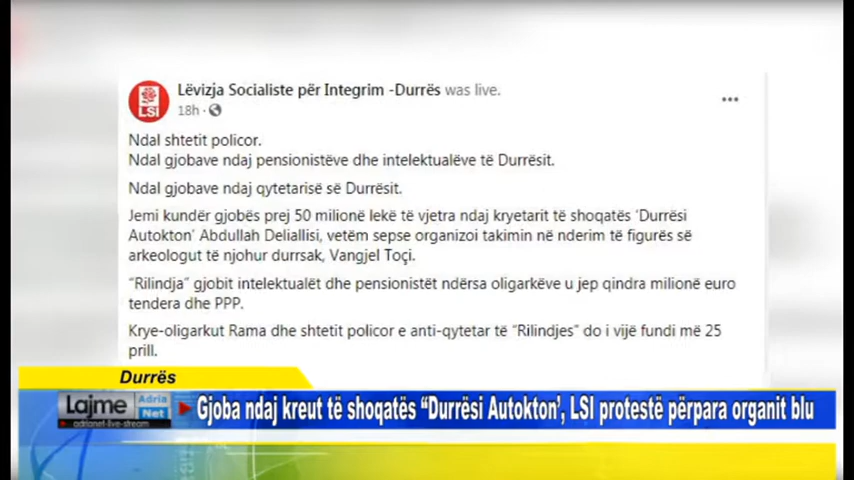 Lëvizja Socialiste për Integrim -Durrës was live.
LSI
18h ·
Ndal shtetit policor.
Ndal gjobave ndaj pensionistëve dhe intelektualëve të Durrësit.
Ndal gjobave ndaj qytetarisë së Durrësit.
Jemi kundër gjobës prej 50 milionë lekë të vjetra ndaj kryetarit të shoqatës ‘Durrësi
Autokton’ Abdullah Deliallisi, vetëm sepse organizoi takimin në nderim të figurës së
arkeologut të njohur durrsak, Vangjel Toçi.
“Rilindja” gjobit intelektualët dhe pensionistët ndërsa oligarkëve u jep qindra milionë euro
tendera dhe PPP.
Krye-oligarkut Rama dhe shtetit policor e anti-qytetar të “Rilindjes” do i vijë fundi më 25
prill.
Durrës
Lajme Adria Net
adrianet-live-stream
Gjoba ndaj kreut të shoqatës “Durrësi Autokton’, LSI protestë përpara organit blu